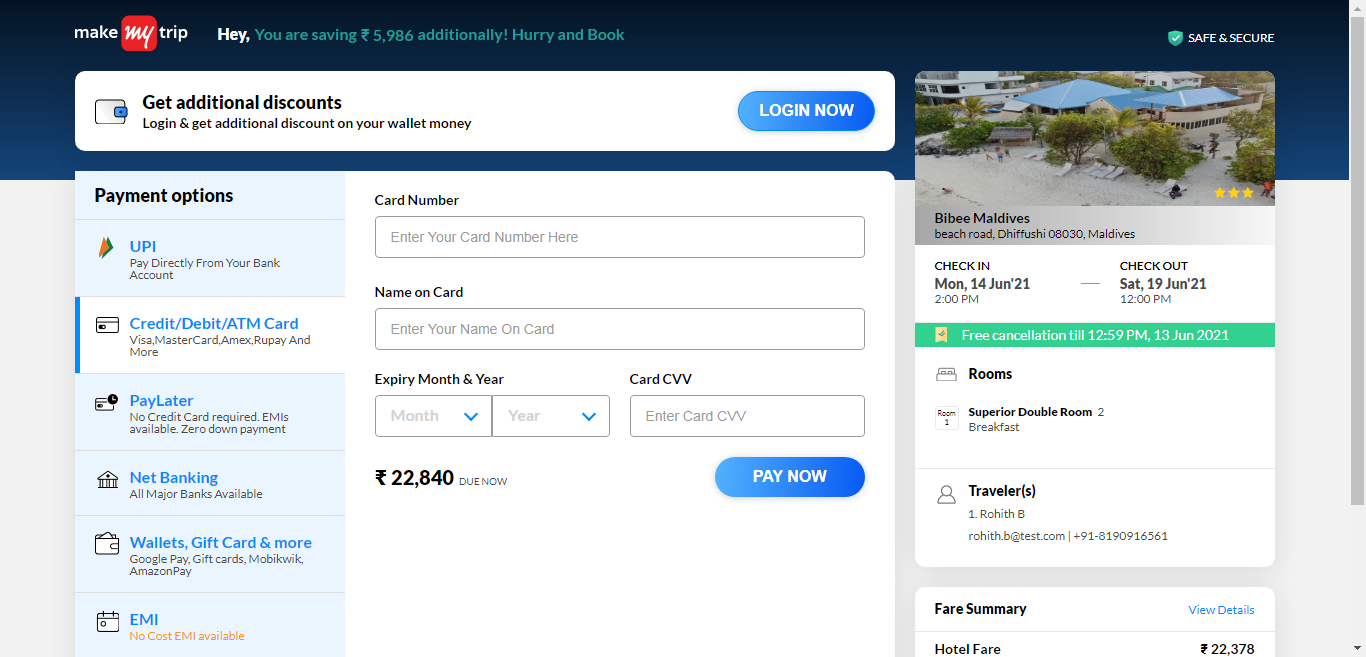 make my trip
Hey, You are saving ₹ 5,986 additionally! Hurry and Book
SAFE & SECURE
Get additional discounts
Login & get additional discount on your wallet money
LOGIN NOW
Payment options
UPI
Pay Directly From Your Bank
Account
Credit/Debit/ATM Card
Visa,MasterCard,Amex,Rupay And
More
PayLater
No Credit Card required. EMIs
available. Zero down payment
Net Banking
All Major Banks Available
Wallets, Gift Card & more
Google Pay, Gift cards, Mobikwik,
AmazonPay
EMI
No Cost EMI available
Card Number
Enter Your Card Number Here
Name on Card
Enter Your Name On Card
Expiry Month & Year
Card CVV
Month
Year
Enter Card CVV
₹ 22,840 DUE NOW
PAY NOW
Bibee Maldives
beach road, Dhiffushi 08030, Maldives
CHECK IN
Mon, 14 Jun'21
2:00 PM
CHECK OUT
Sat, 19 Jun'21
12:00 PM
Free cancellation till 12:59 PM, 13 Jun 2021
Rooms
Room
1
Superior Double Room 2
Breakfast
Traveler(s)
1. Rohith B
rohith.b@test.com | +91-8190916561
Fare Summary
View Details
Hotel Fare
₹ 22,378